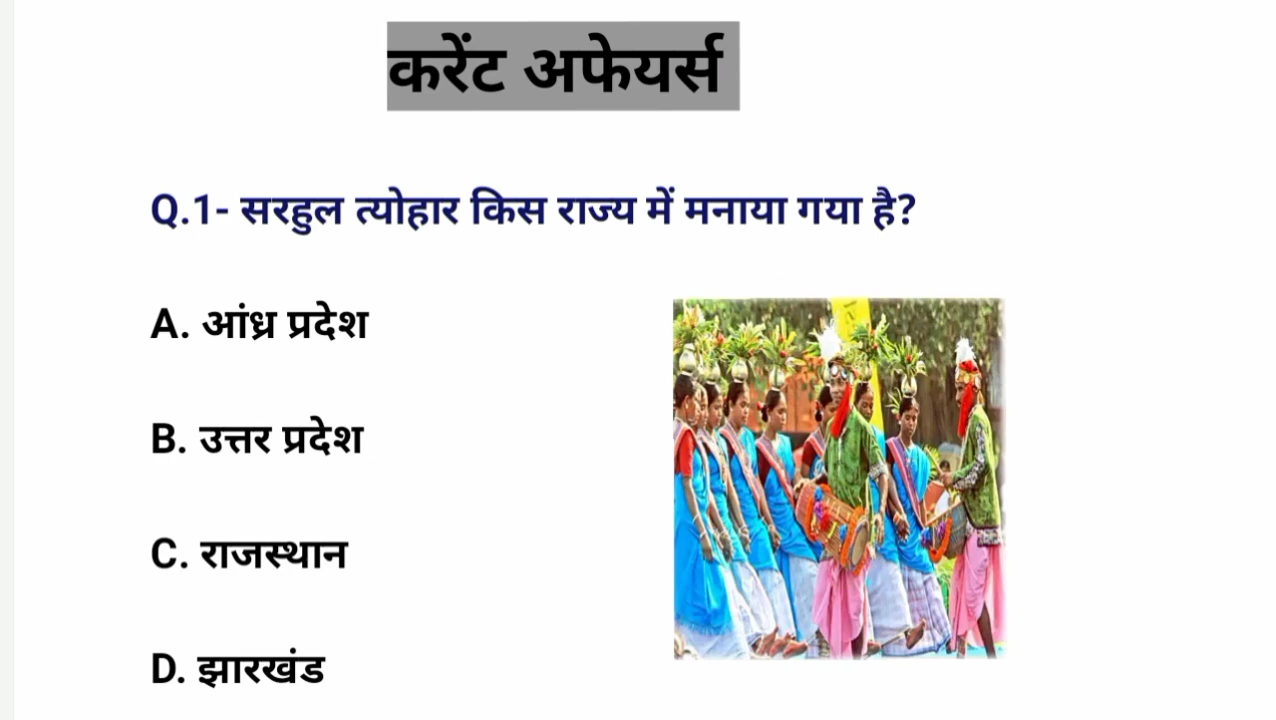 करेंट अफेयर्स
Q.1- सरहुल त्योहार किस राज्य में मनाया गया है?
A. आंध्र प्रदेश
B. उत्तर प्रदेश
C. राजस्थान
D. झारखंड